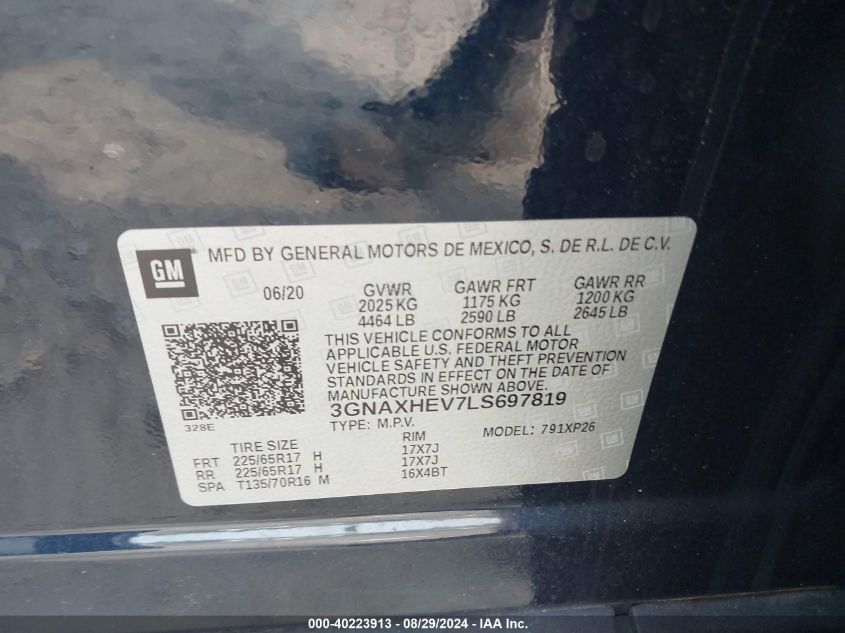 GM
MFD BY GENERAL MOTORS DE MEXICO, S. DE R.L. DE C.V.
06/20 GVWR GAWR FRT GAWR RR
2025 KG 1175 KG 1200 KG
4464 LB 2590 LB 2645 LB
THIS VEHICLE CONFORMS TO ALL
APPLICABLE U.S. FEDERAL MOTOR
VEHICLE SAFETY AND THEFT PREVENTION
STANDARDS IN EFFECT ON THE DATE OF
MANUFACTURE SHOWN ABOVE.
3GNAXHEV7LS697819
328E
TYPE: M.P.V. MODEL: 791XP26
TIRE SIZE RIM
FRT 225/65R17 H 17X7J
RR 225/65R17 H 17X7J
SPA T135/70R16 M 16X4BT
000-40223913 - 08/29/2024 - IAA Inc.